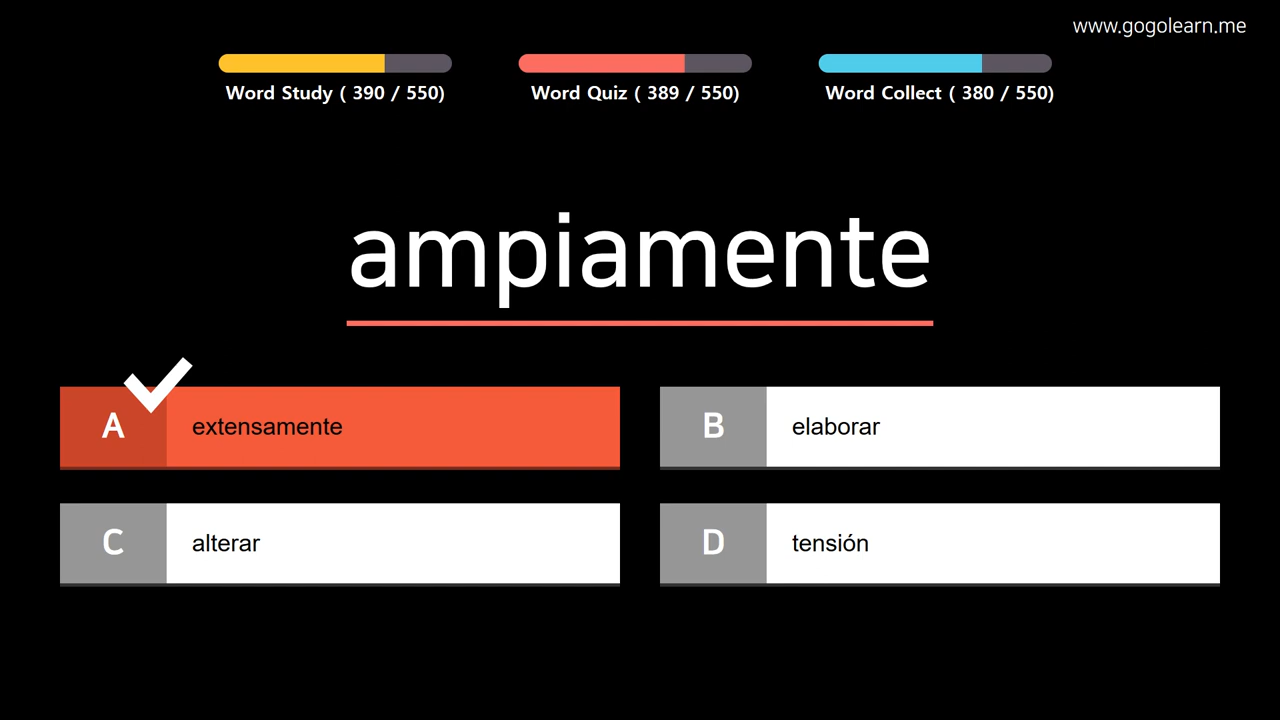 www.gogolearn.me
Word Study ( 390 / 550)
Word Quiz ( 389 / 550)
Word Collect ( 380 / 550)
ampiamente
A extensamente
B elaborar
C alterar
D tensión